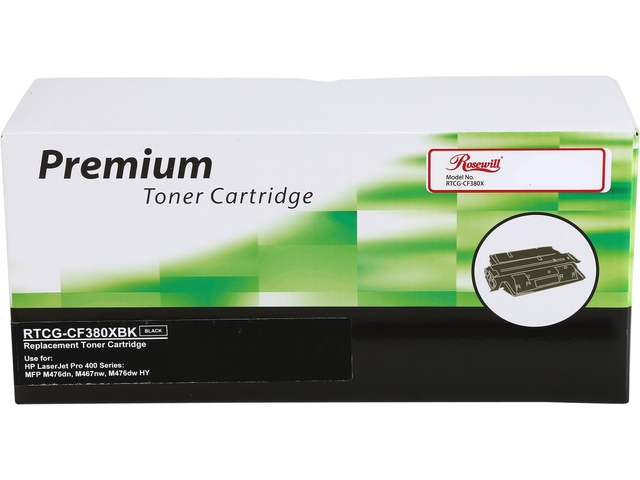 Premium
Toner Cartridge
Rosewill
Model No.
RTCG-CF380X
RTCG-CF380XBK BLACK
Replacement Toner Cartridge
Use for:
HP LaserJet Pro 400 Series:
MFP M476dn, M467nw, M476dw HY